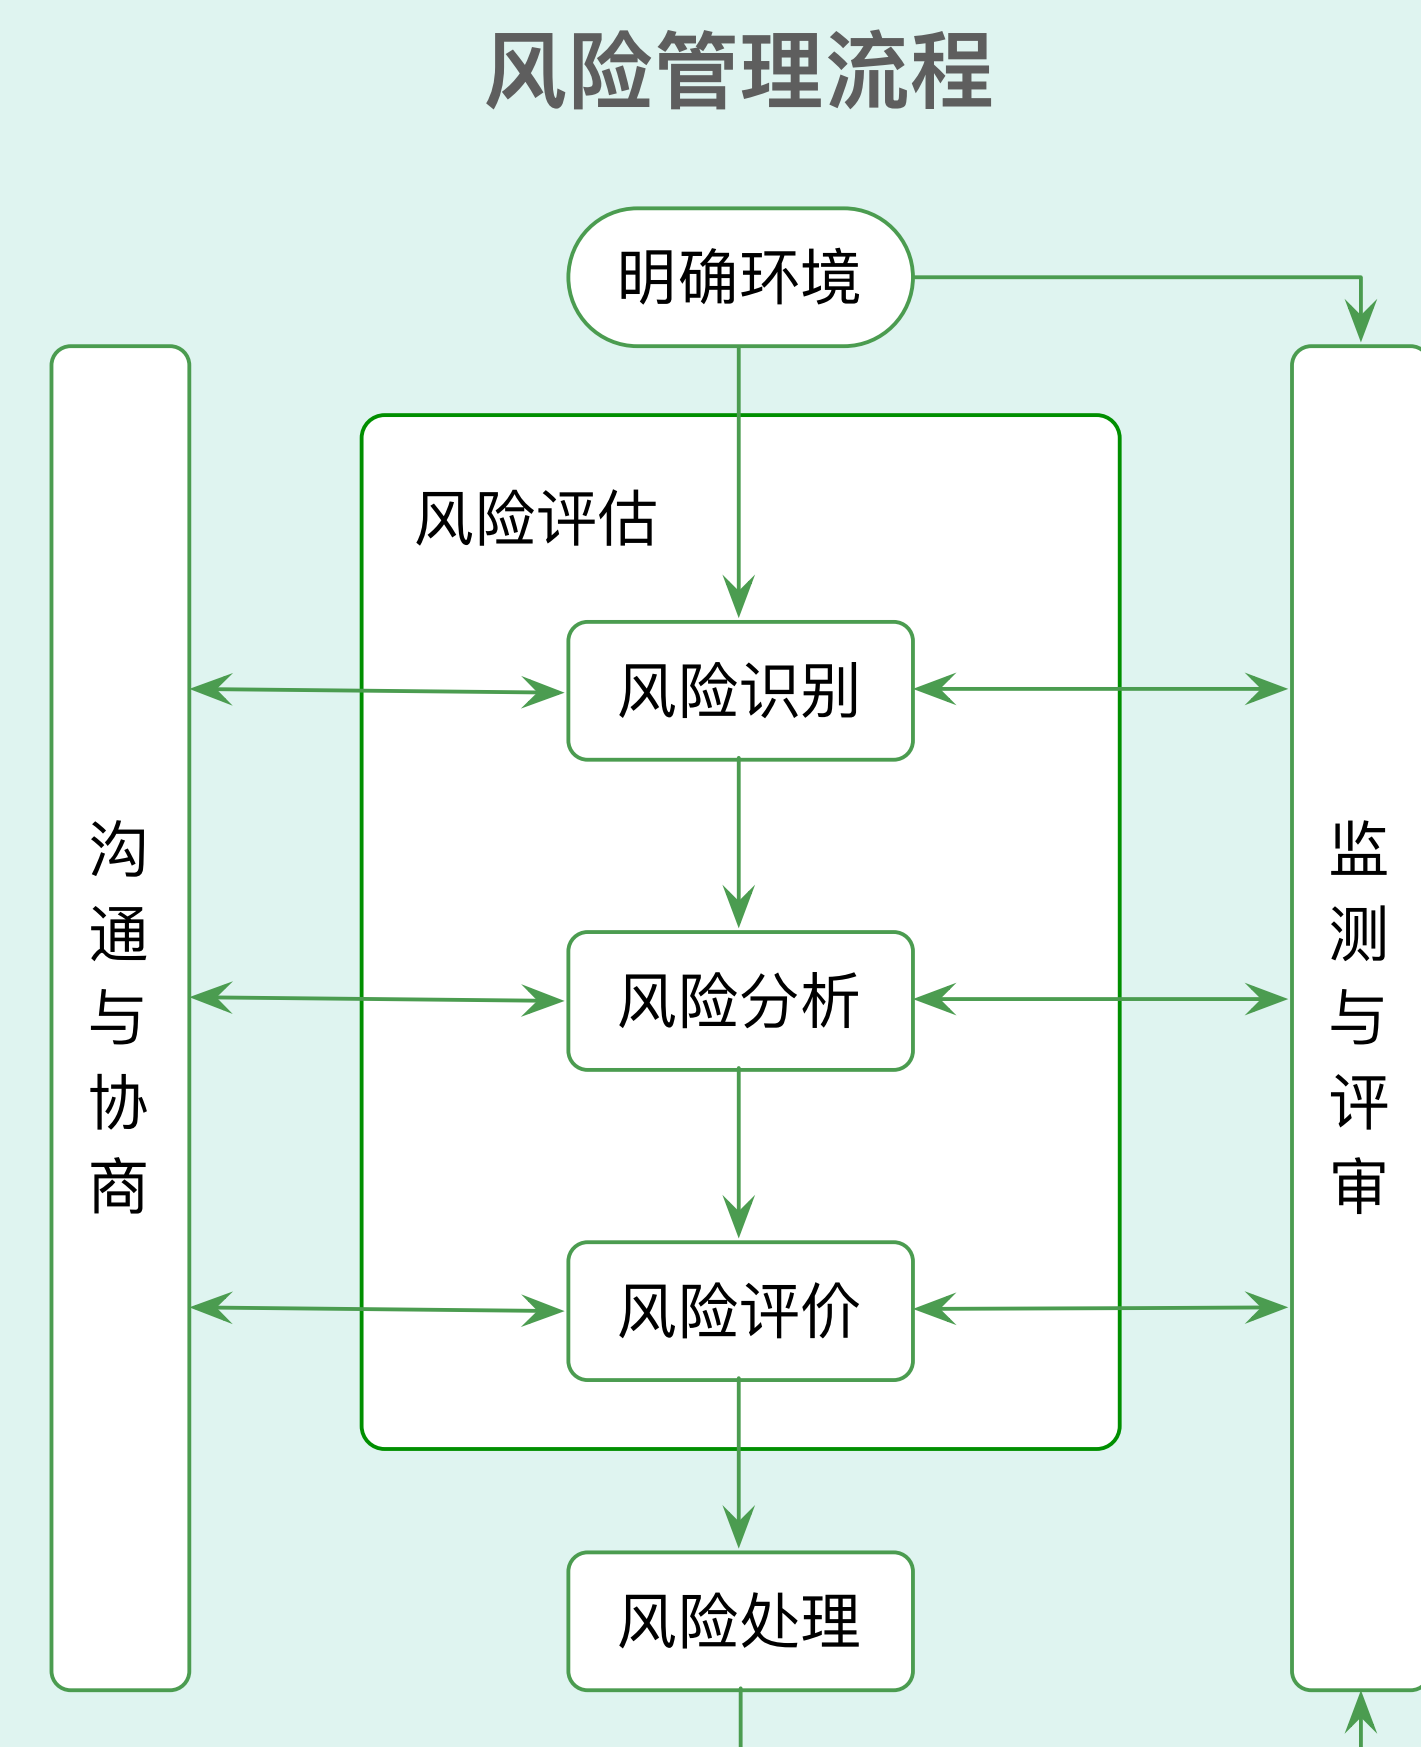 风险管理流程
明确环境
风险评估
风险识别
沟通与协商
监测与评审
风险分析
风险评价
风险处理